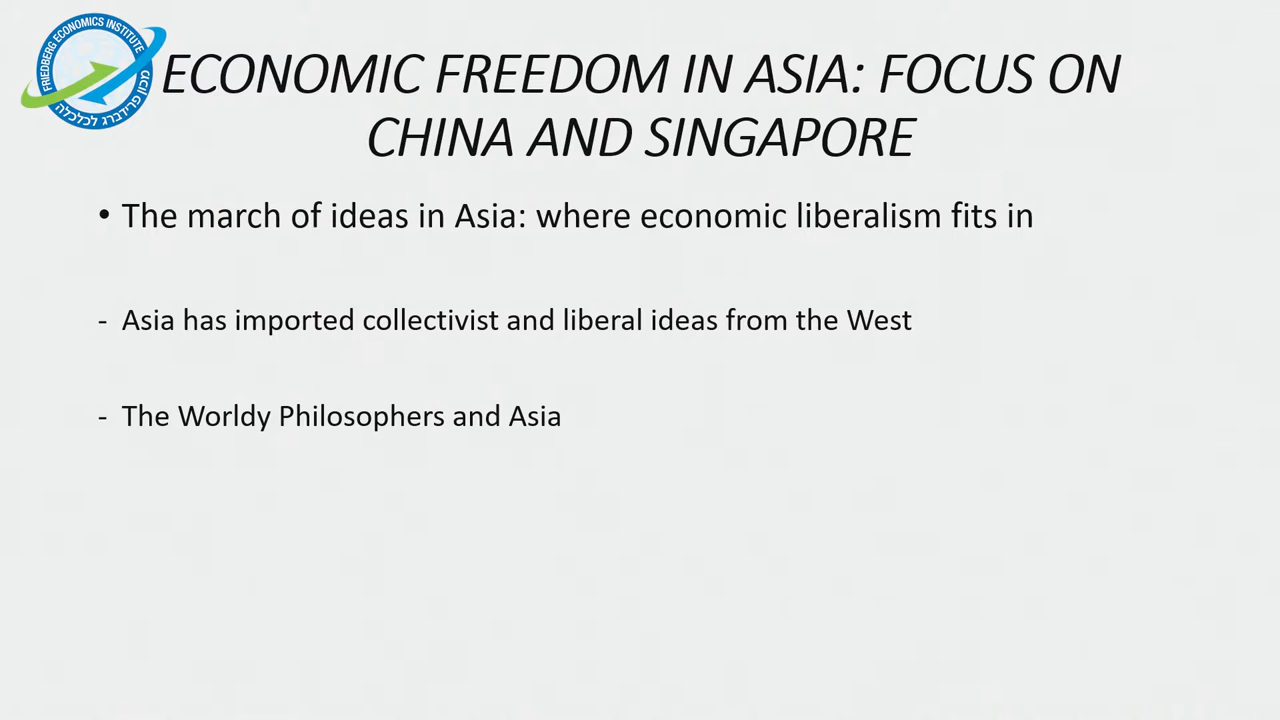 FRIEDBERG ECONOMICS INSTITUTE
מכון פרידברג לכלכלה
ECONOMIC FREEDOM IN ASIA: FOCUS ON
CHINA AND SINGAPORE
• The march of ideas in Asia: where economic liberalism fits in
- Asia has imported collectivist and liberal ideas from the West
- The Worldy Philosophers and Asia